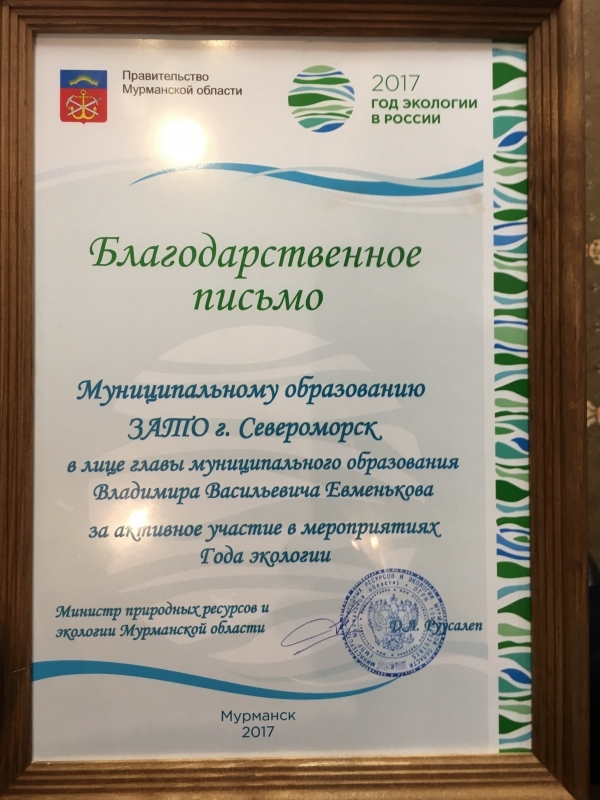 Правительство
Мурманской области
2017
ГОД ЭКОЛОГИИ
В РОССИИ
Благодарственное
письмо
Муниципальному образованию
ЗАТО г. Североморск
в лице главы муниципального образования
Владимира Васильевича Евменькова
за активное участие в мероприятиях
Года экологии
Министр природных ресурсов и
экологии Мурманской области
Д.А. Руусалеп
Мурманск
2017